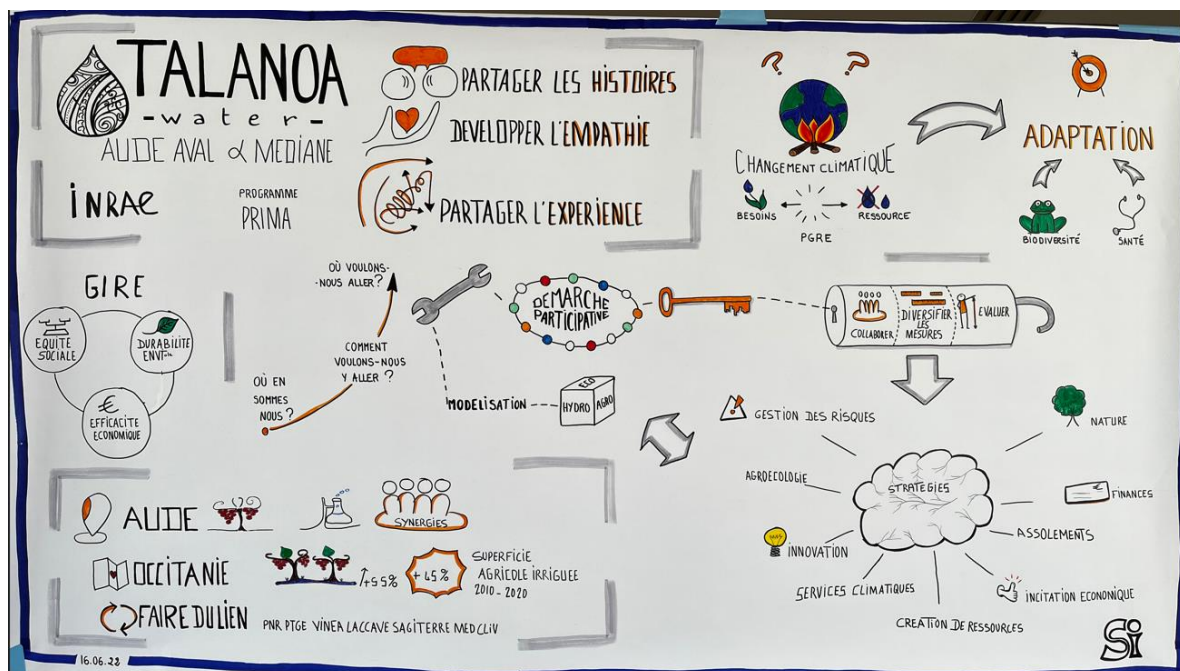 TALANOA
-water-
AUDE AVAL & MEDIANE
INRAE
PROGRAMME
PRIMA
PARTAGER LES HISTOIRES
DEVELOPPER L'EMPATHIE
PARTAGER L'EXPERIENCE
? ?
CHANGEMENT CLIMATIQUE
BESOINS
RESSOURCE
PGRE
ADAPTATION
BIODIVERSITÉ
SANTÉ
GIRE
EQUITE
SOCIALE
DURABILITÉ
ENVTale
€
EFFICACITE
ECONOMIQUE
OÙ EN
SOMMES
NOUS?
COMMENT
VOULONS-NOUS
Y ALLER ?
OÙ VOULONS-
NOUS ALLER?
DEMARCHE
PARTICIPATIVE
MODELISATION
ECO
HYDRO
AGRO
COLLABORER
DIVERSIFIER
LES
MESURES
EVALUER
STRATEGIES
GESTION DES RISQUES
AGROECOLOGIE
INNOVATION
SERVICES CLIMATIQUES
CREATION DE RESSOURCES
INCITATION ECONOMIQUE
ASSOLEMENTS
FINANCES
NATURE
AUDE
SYNERGIES
OCCITANIE
+55%
+45%
SUPERFICIE
AGRICOLE IRRIGUEE
2010-2020
FAIRE DU LIEN
PNR PTGE VINEA LACCAVE SAGITERRE MEDCLIV
16.06.22
Si